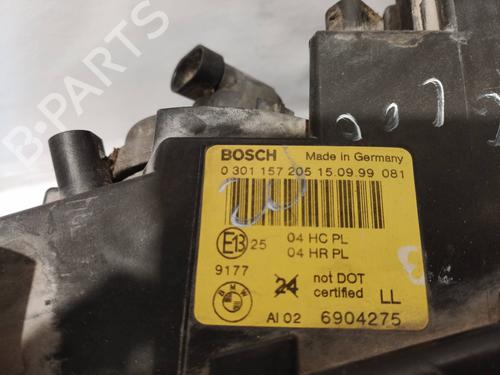 B-PARTS
BOSCH Made in Germany
0 301 157 205 15.09.99 081
E13 25 04 HC PL
04 HR PL
9177
24 not DOT
certified LL
BMW
AI 02 6904275